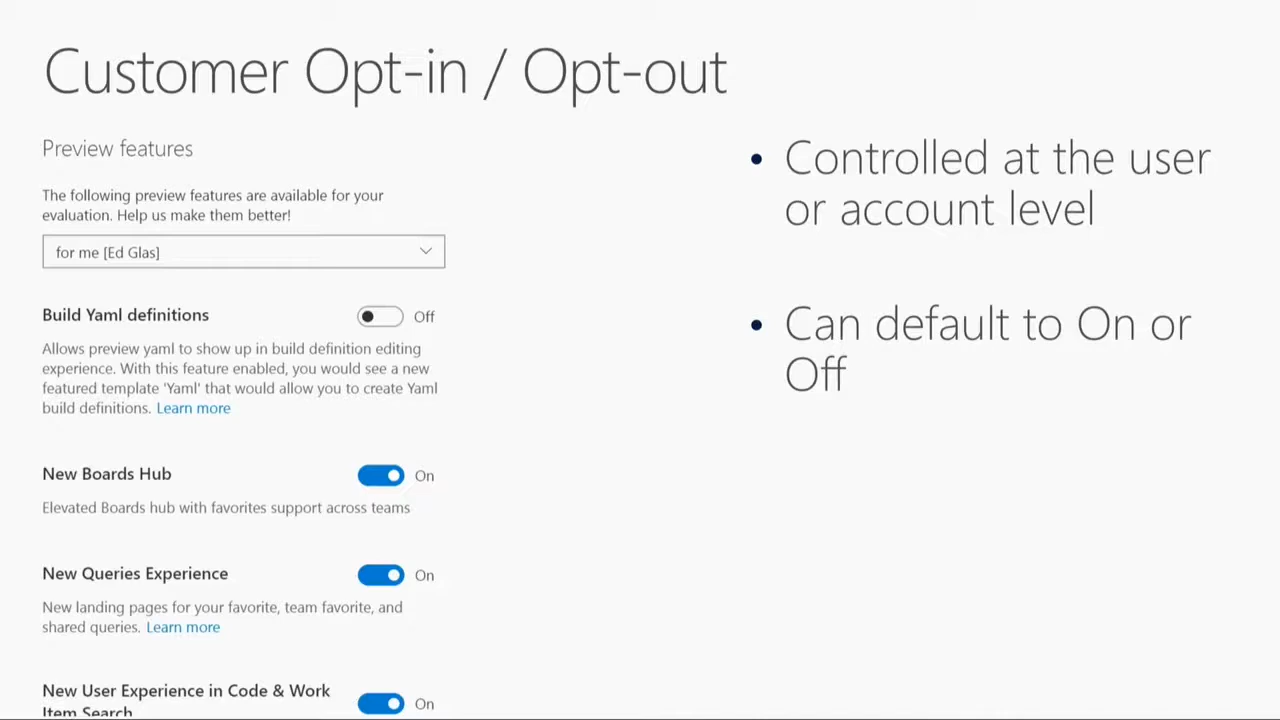 Customer Opt-in / Opt-out
Preview features
The following preview features are available for your
evaluation. Help us make them better!
for me [Ed Glas]
Build Yaml definitions
Off
Allows preview yaml to show up in build definition editing
experience. With this feature enabled, you would see a new
featured template 'Yaml' that would allow you to create Yaml
build definitions. Learn more
New Boards Hub
On
Elevated Boards hub with favorites support across teams
New Queries Experience
On
New landing pages for your favorite, team favorite, and
shared queries. Learn more
New User Experience in Code & Work
Item Search
On
• Controlled at the user
or account level
• Can default to On or
Off